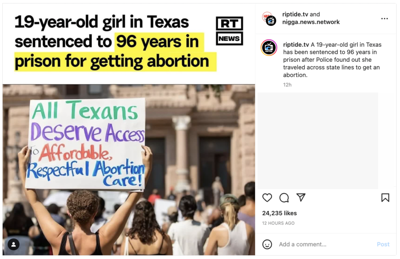 19-year-old girl in Texas
sentenced to 96 years in
prison for getting abortion
RT
NEWS
All Texans
Deserve Access
to Affordable,
Respectful Abortion
Care!
riptide.tv and
nigga.news.network
riptide.tv A 19-year-old girl in Texas
has been sentenced to 96 years in
prison after Police found out she
traveled across state lines to get an
abortion.
12h
24,235 likes
12 HOURS AGO
Add a comment...
Post